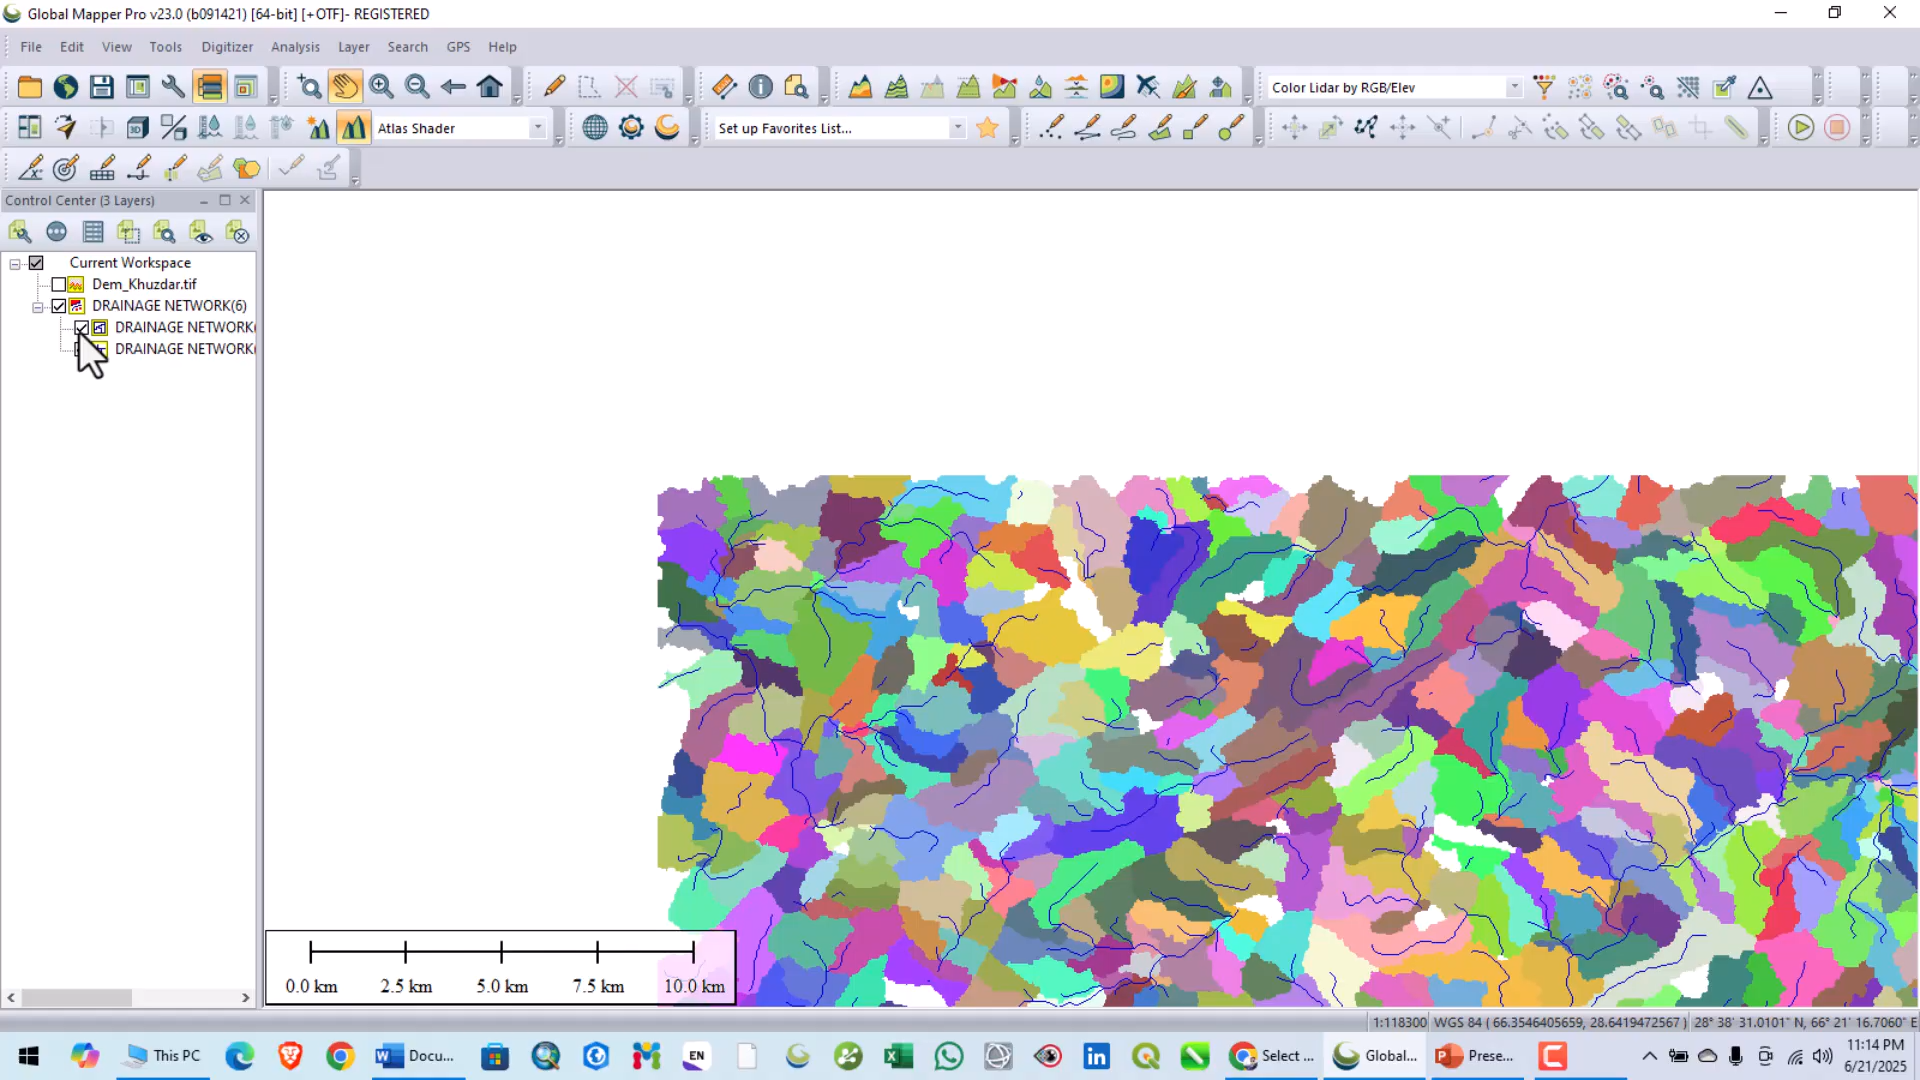 Global Mapper Pro v23.0 (b091421) [64-bit] [+OTF]- REGISTERED
File Edit View Tools Digitizer Analysis Layer Search GPS Help
Color Lidar by RGB/Elev
Atlas Shader
Set up Favorites List...
Control Center (3 Layers)
Current Workspace
Dem_Khuzdar.tif
DRAINAGE NETWORK(6)
DRAINAGE NETWORK(
DRAINAGE NETWORK(
0.0 km 2.5 km 5.0 km 7.5 km 10.0 km
1:118300 WGS 84 ( 66.3546405659, 28.6419472567 ) 28° 38' 31.0101" N, 66° 21' 16.7060" E
This PC Docu... EN Select ... Global... Prese...
11:14 PM
6/21/2025